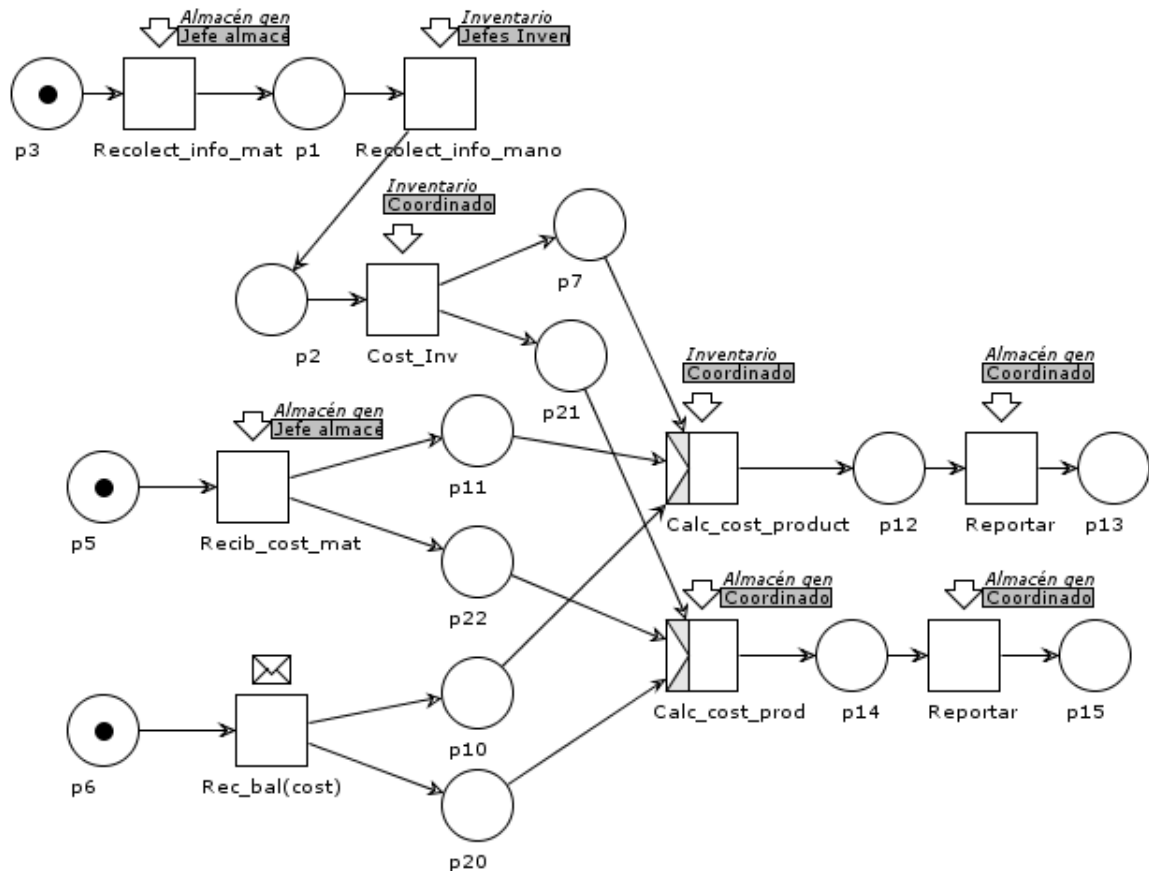 Almacén gen
Jefe almace
Inventario
Jefes Inven
p3
Recolect_info_mat
p1
Recolect_info_mano
Inventario
Coordinado
p7
p2
Cost_Inv
p21
Inventario
Coordinado
Almacén gen
Coordinado
Almacén gen
Jefe almace
p11
p5
Recib_cost_mat
Calc_cost_product
p12
Reportar
p13
p22
Almacén gen
Coordinado
Almacén gen
Coordinado
p10
Calc_cost_prod
p14
Reportar
p15
p6
Rec_bal(cost)
p20